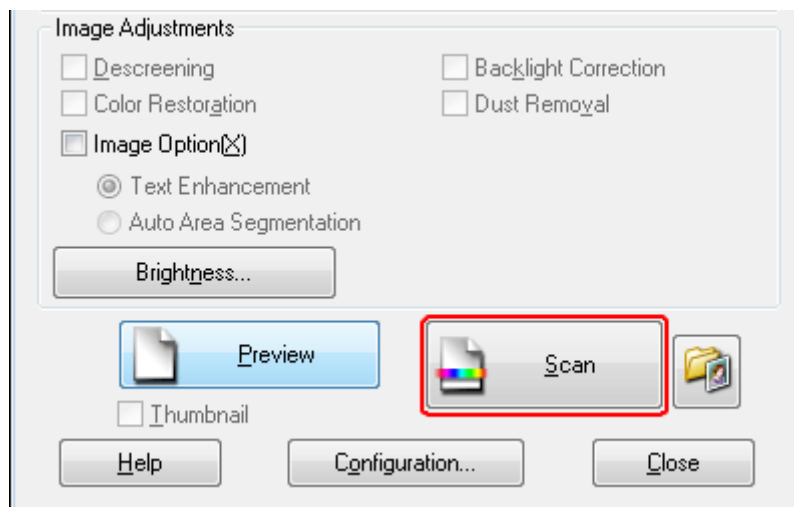 Image Adjustments
Descreening
Backlight Correction
Color Restoration
Dust Removal
Image Option(X)
Text Enhancement
Auto Area Segmentation
Brightness...
Preview
Scan
Thumbnail
Help
Configuration...
Close